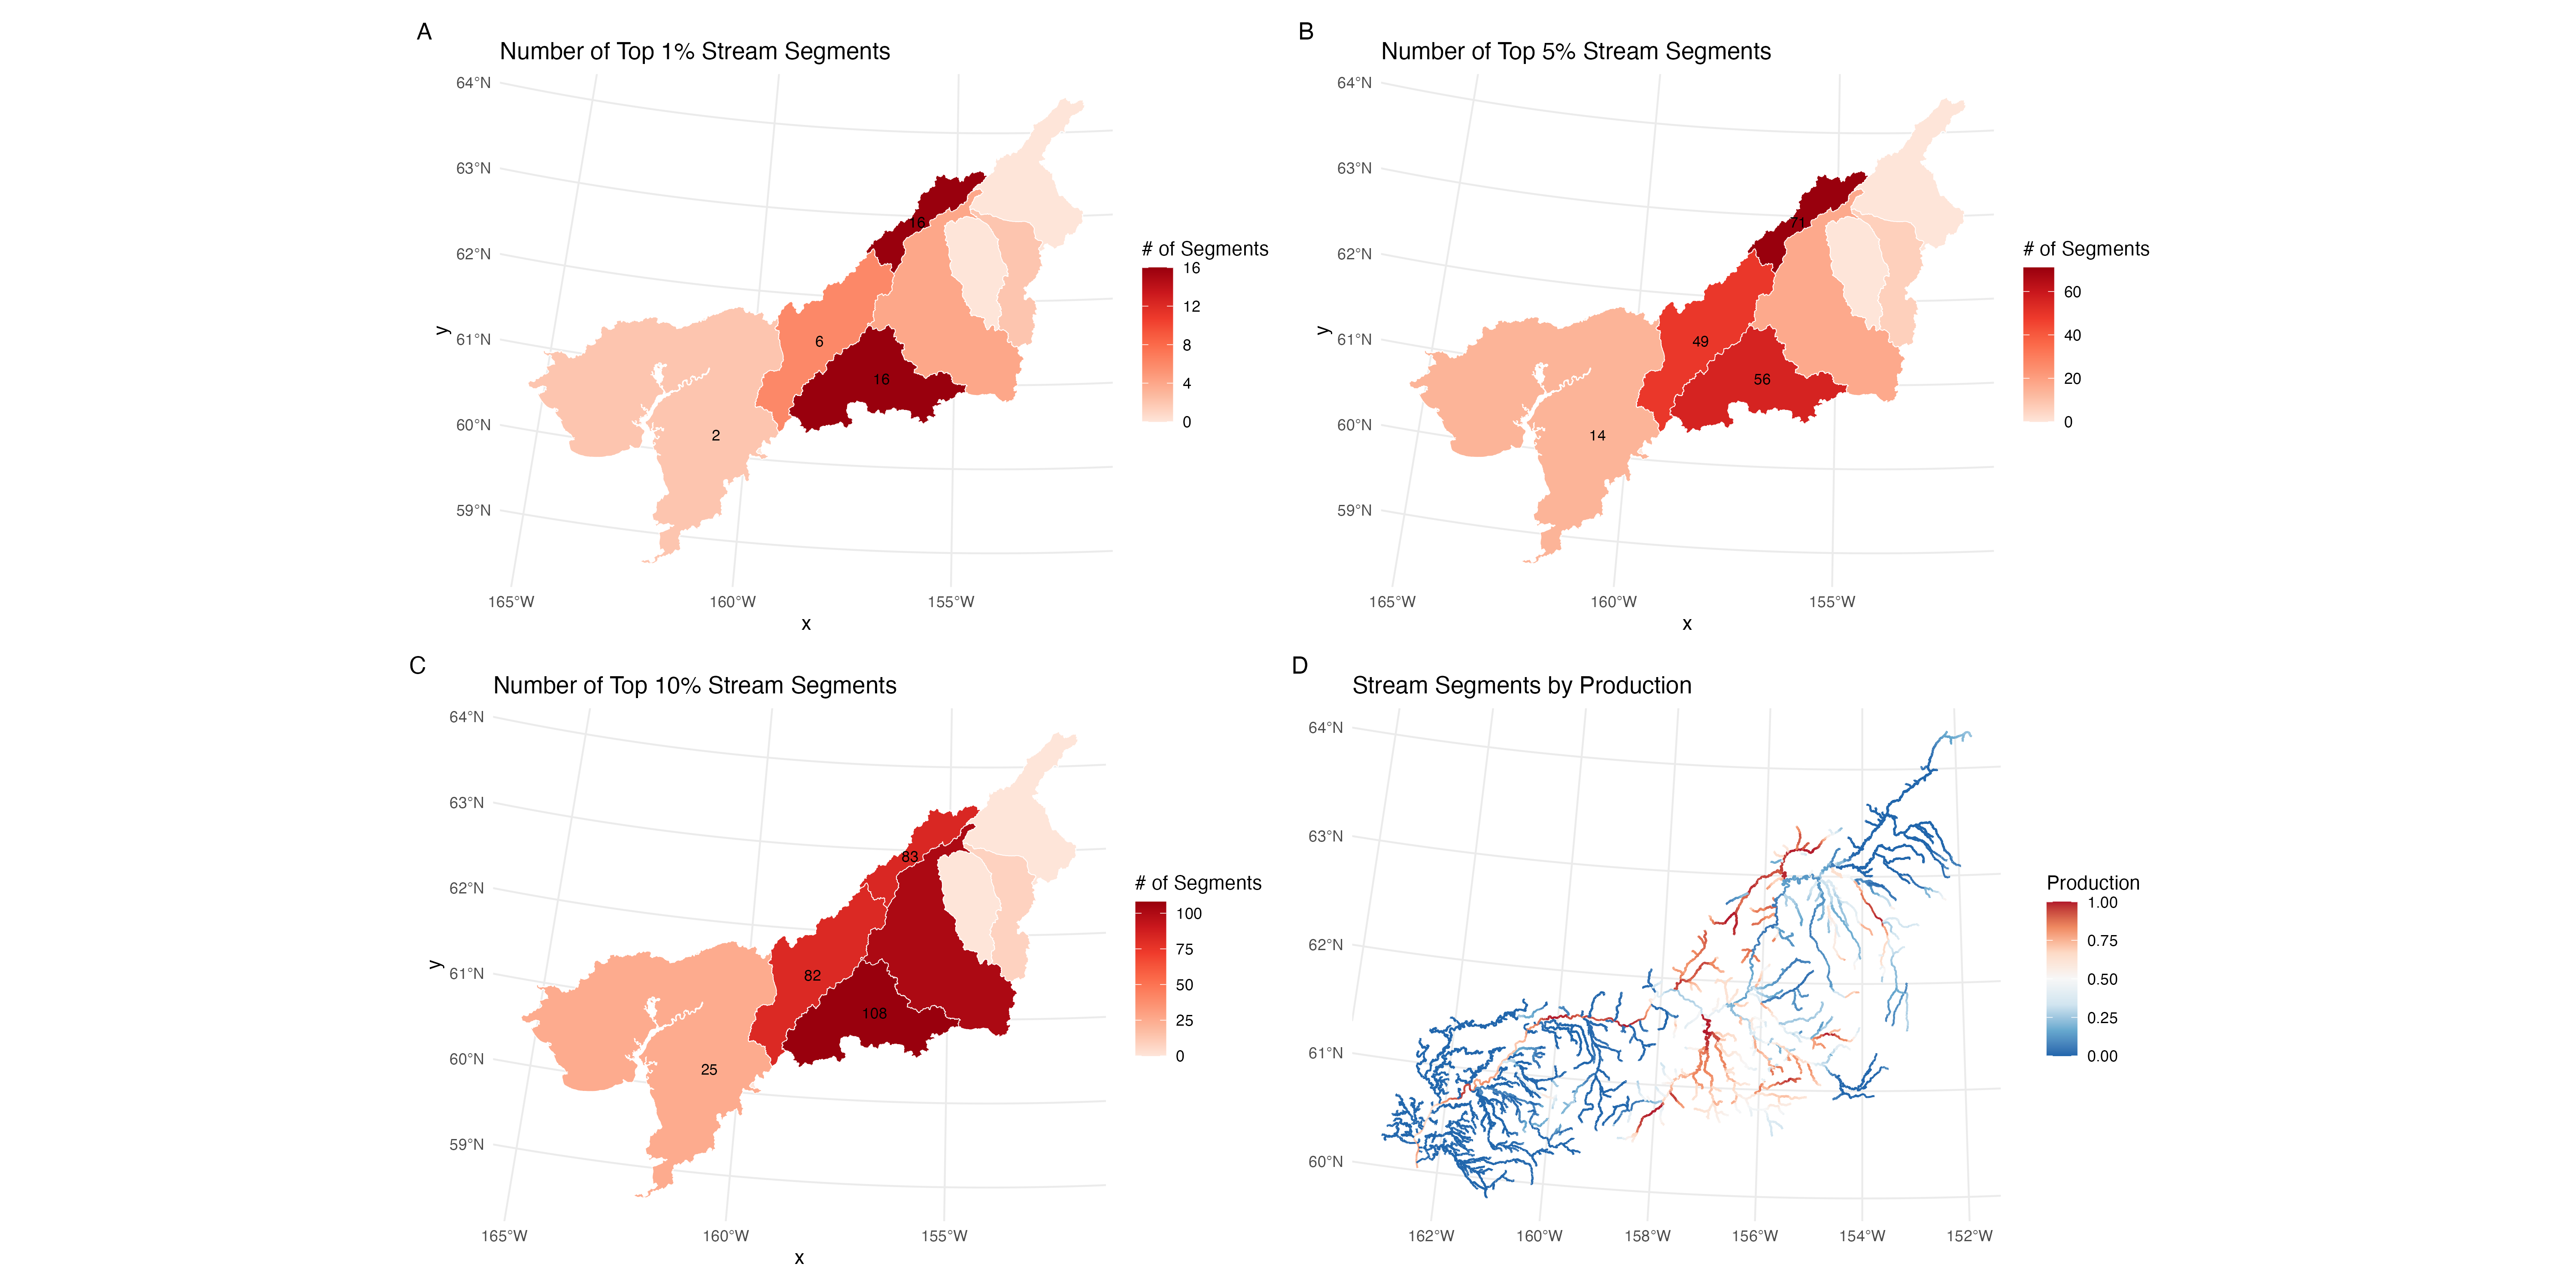 A
Number of Top 1% Stream Segments
64°N
63°N
62°N
61°N
60°N
59°N
y
16
6
16
2
165°W
160°W
155°W
x
# of Segments
16
12
8
4
0
B
Number of Top 5% Stream Segments
64°N
63°N
62°N
61°N
60°N
59°N
y
71
49
56
14
165°W
160°W
155°W
x
# of Segments
60
40
20
0
C
Number of Top 10% Stream Segments
64°N
63°N
62°N
61°N
60°N
59°N
y
83
82
108
25
165°W
160°W
155°W
x
# of Segments
100
75
50
25
0
D
Stream Segments by Production
64°N
63°N
62°N
61°N
60°N
162°W
160°W
158°W
156°W
154°W
152°W
Production
1.00
0.75
0.50
0.25
0.00